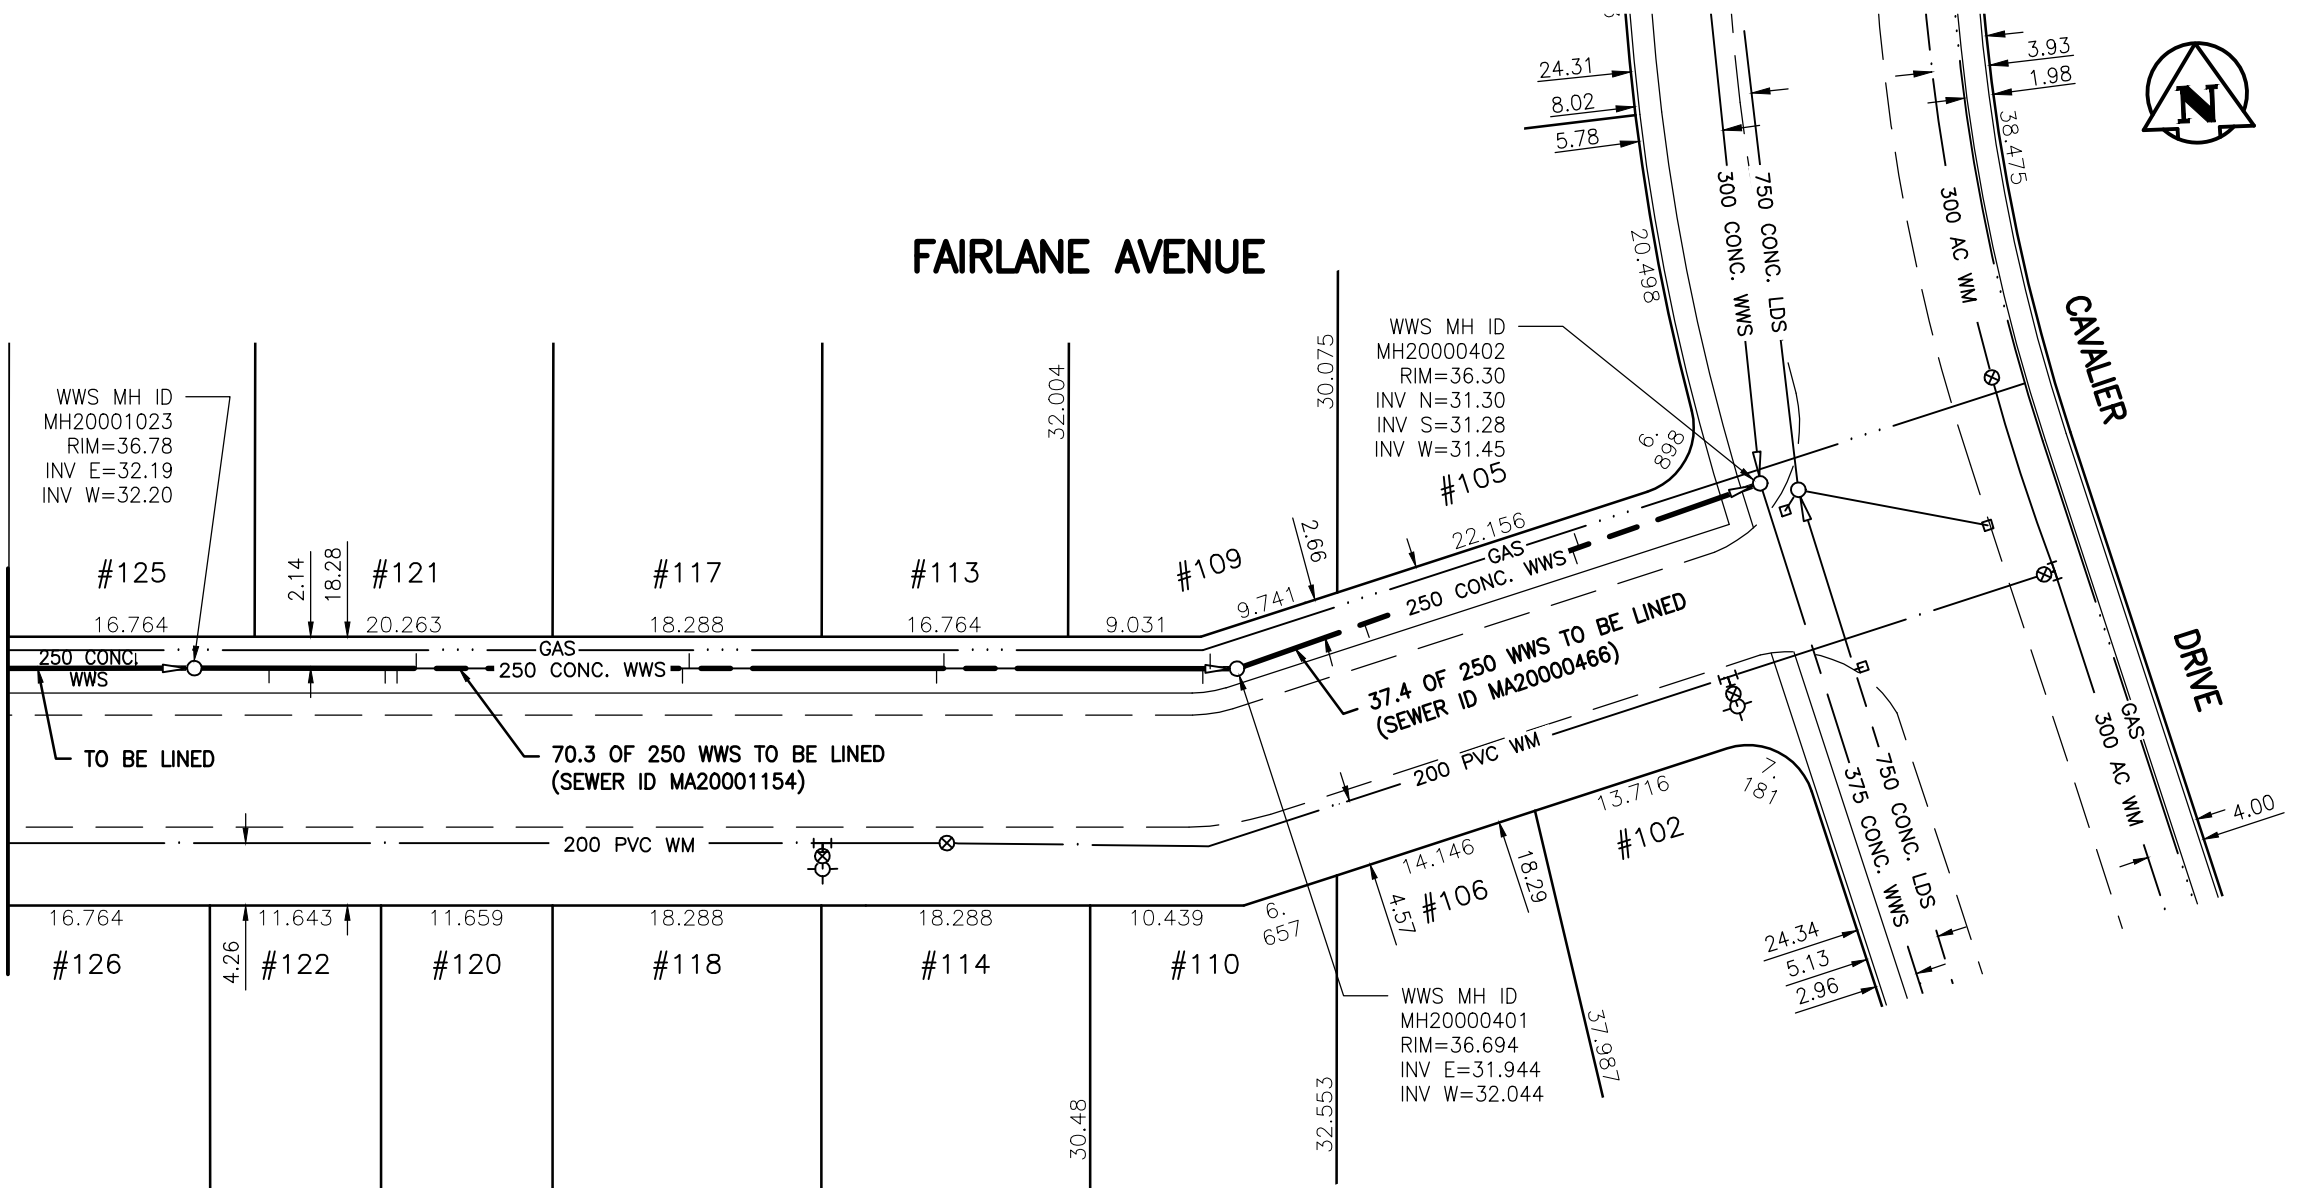 FAIRLANE AVENUE
N
24.31
8.02
5.78
3.93
1.98
38.475
20.498
300 CONC. WWS
750 CONC. LDS
300 AC WM
CAVALIER
DRIVE
WWS MH ID
MH20001023
RIM=36.78
INV E=32.19
INV W=32.20
WWS MH ID
MH20000402
RIM=36.30
INV N=31.30
INV S=31.28
INV W=31.45
32.004
30.075
6.
898
#125
#121
#117
#113
#109
#105
2.14
18.28
2.66
22.156
9.741
16.764
20.263
18.288
16.764
9.031
GAS
GAS
250 CONC.
WWS
250 CONC. WWS
250 CONC. WWS
TO BE LINED
70.3 OF 250 WWS TO BE LINED
(SEWER ID MA20001154)
37.4 OF 250 WWS TO BE LINED
(SEWER ID MA20000466)
200 PVC WM
200 PVC WM
GAS
300 AC WM
750 CONC. LDS
375 CONC. WWS
4.00
13.716
7.
181
#102
14.146
18.29
4.57
#106
16.764
11.643
11.659
18.288
18.288
10.439
6.
657
#126
4.26
#122
#120
#118
#114
#110
24.34
5.13
2.96
WWS MH ID
MH20000401
RIM=36.694
INV E=31.944
INV W=32.044
30.48
32.553
37.987